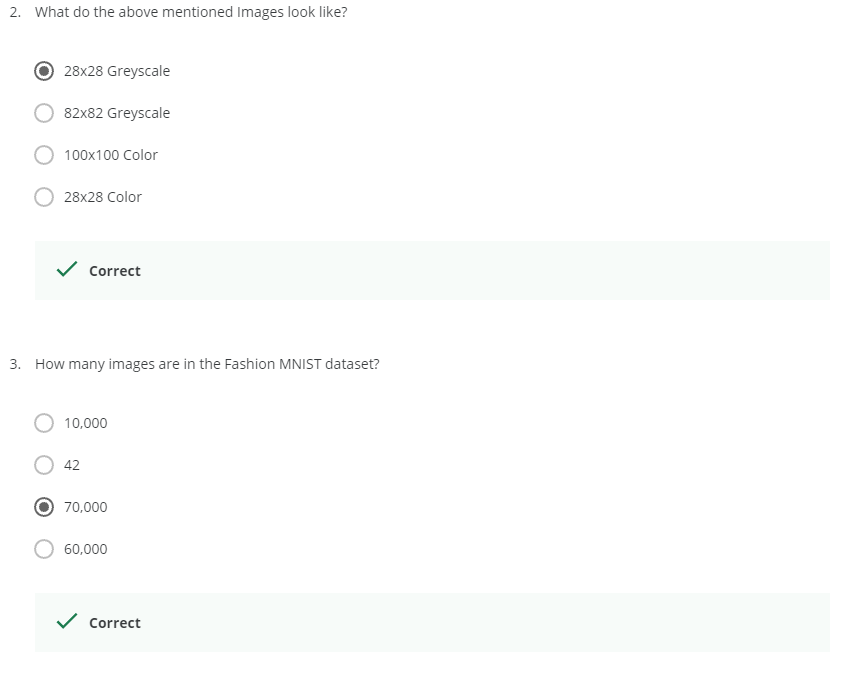 2. What do the above mentioned Images look like?
28x28 Greyscale
82x82 Greyscale
100x100 Color
28x28 Color
Correct
3. How many images are in the Fashion MNIST dataset?
10,000
42
70,000
60,000
Correct